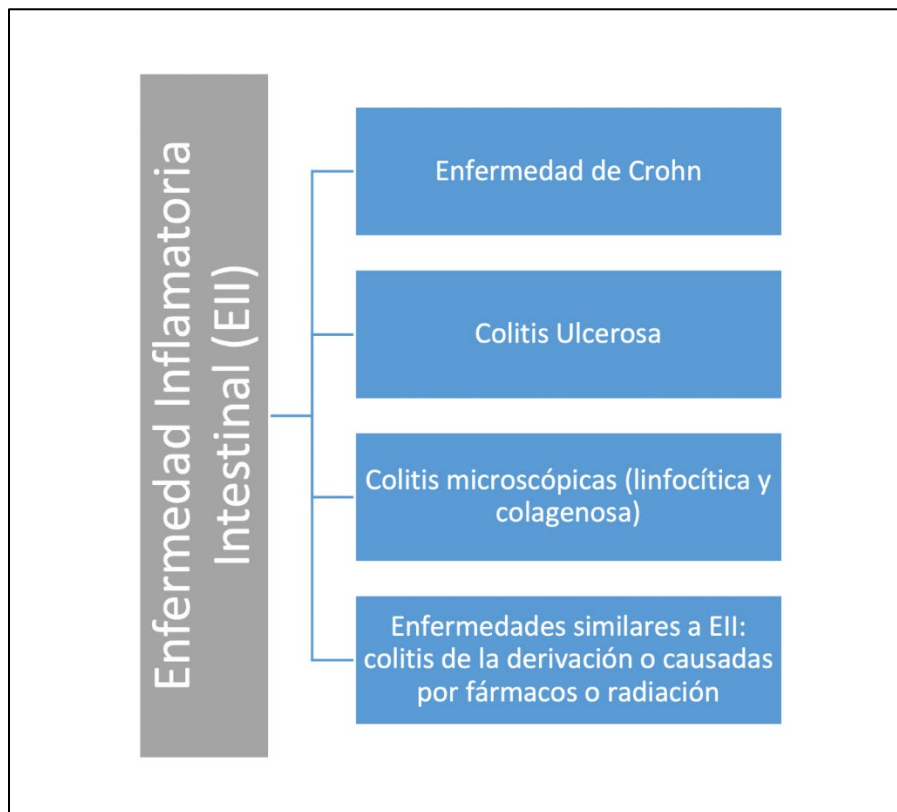 Enfermedad Inflamatoria
Intestinal (EII)
Enfermedad de Crohn
Colitis Ulcerosa
Colitis microscópicas (linfocítica y
colagenosa)
Enfermedades similares a EII:
colitis de la derivación o causadas
por fármacos o radiación